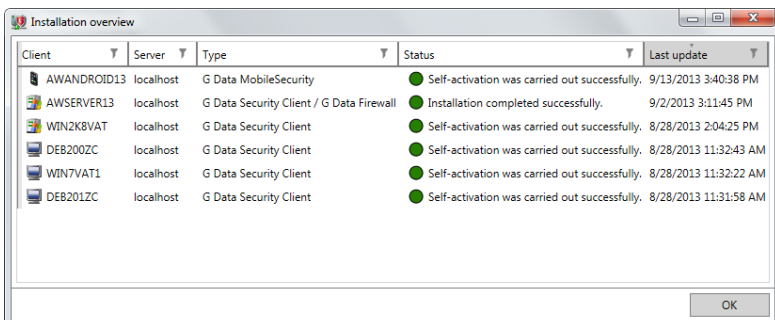 Installation overview
Client Server Type Status Last update
AWANDROID13 localhost G Data MobileSecurity Self-activation was carried out successfully. 9/13/2013 3:40:38 PM
AWSERVER13 localhost G Data Security Client / G Data Firewall Installation completed successfully. 9/2/2013 3:11:45 PM
WIN2K8VAT localhost G Data Security Client Self-activation was carried out successfully. 8/28/2013 2:04:25 PM
DEB200ZC localhost G Data Security Client Self-activation was carried out successfully. 8/28/2013 11:32:43 AM
WIN7VAT1 localhost G Data Security Client Self-activation was carried out successfully. 8/28/2013 11:32:22 AM
DEB201ZC localhost G Data Security Client Self-activation was carried out successfully. 8/28/2013 11:31:58 AM
OK